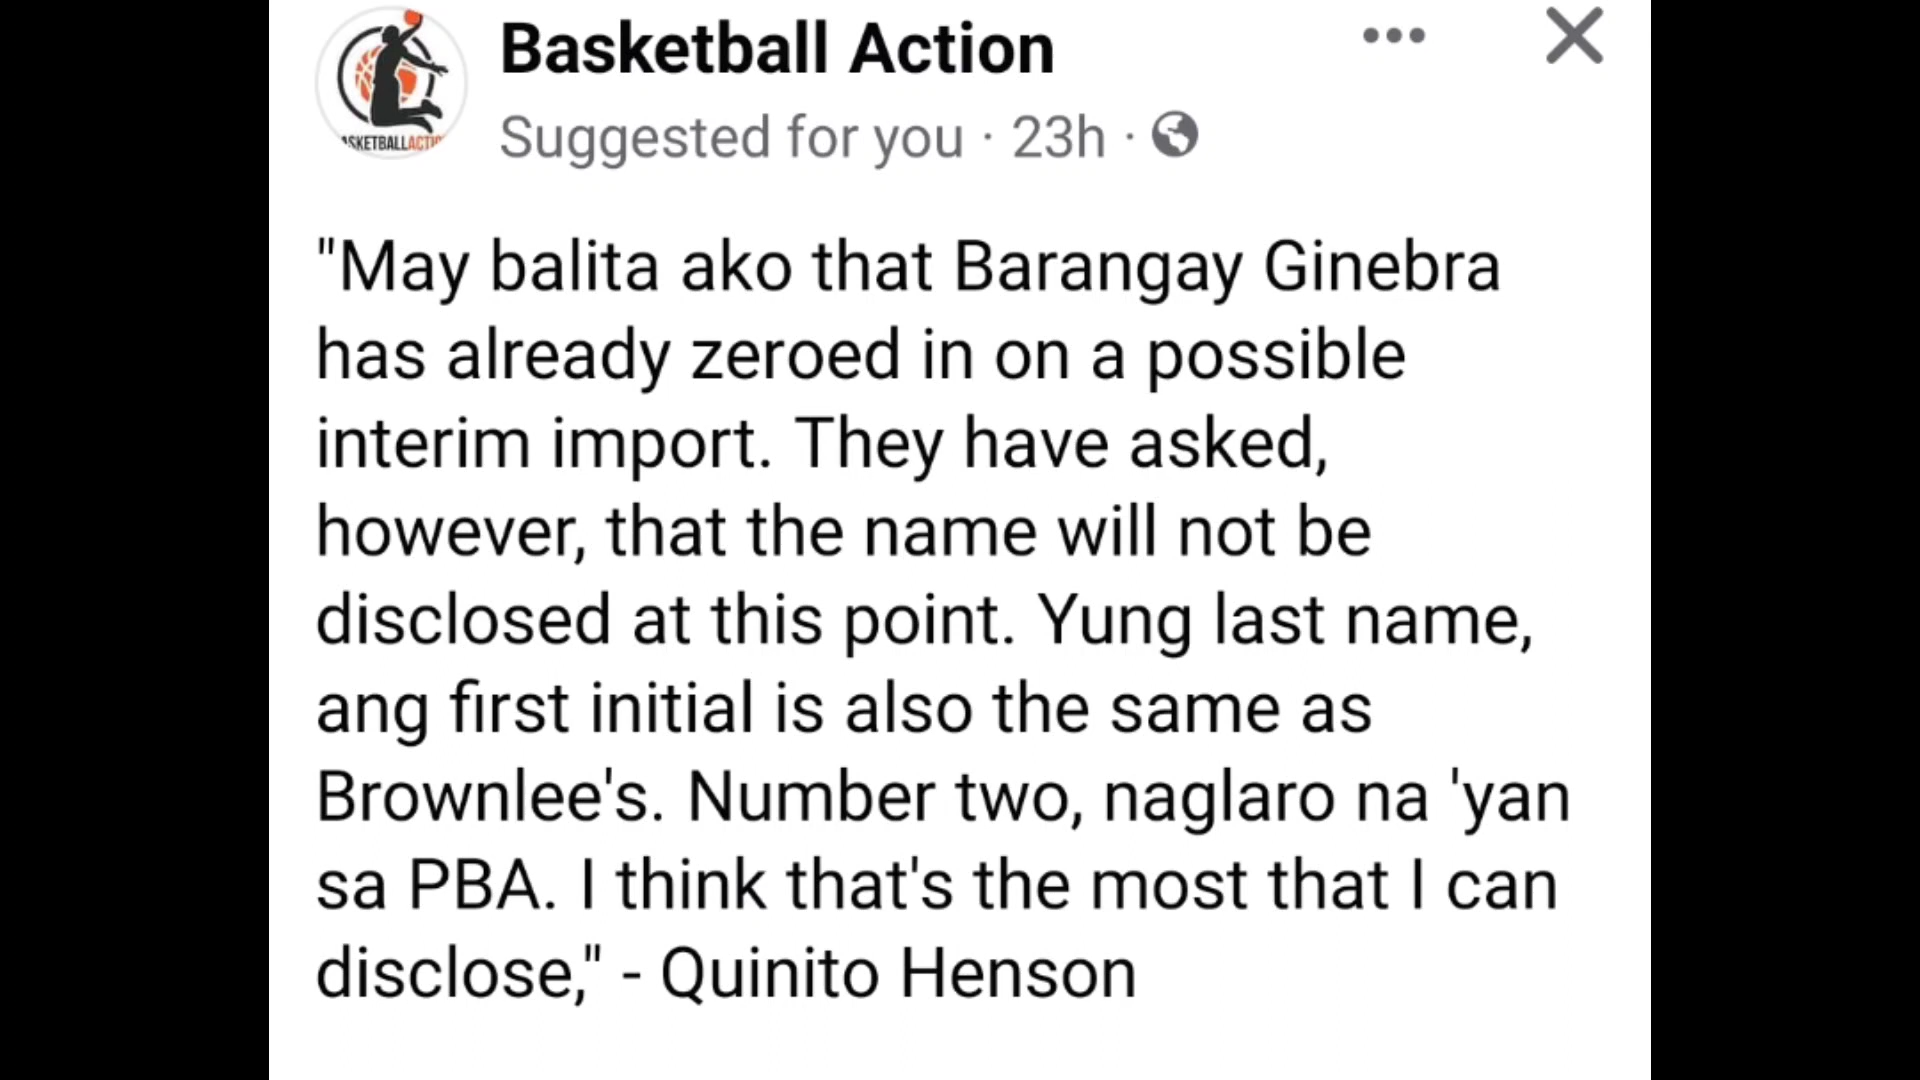 Basketball Action
Suggested for you · 23h ·
ASKETBALLACTIO
"May balita ako that Barangay Ginebra
has already zeroed in on a possible
interim import. They have asked,
however, that the name will not be
disclosed at this point. Yung last name,
ang first initial is also the same as
Brownlee's. Number two, naglaro na 'yan
sa PBA. I think that's the most that I can
disclose," - Quinito Henson